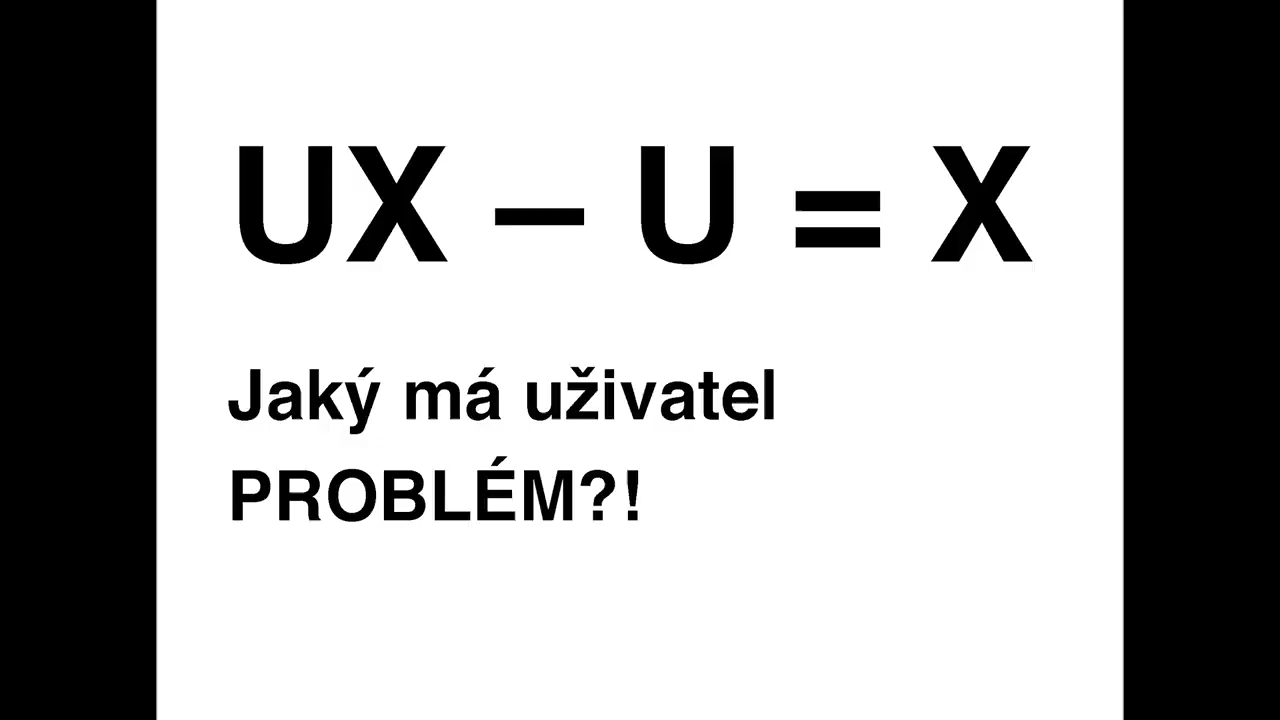 UX – U = X
Jaký má uživatel
PROBLÉM?!